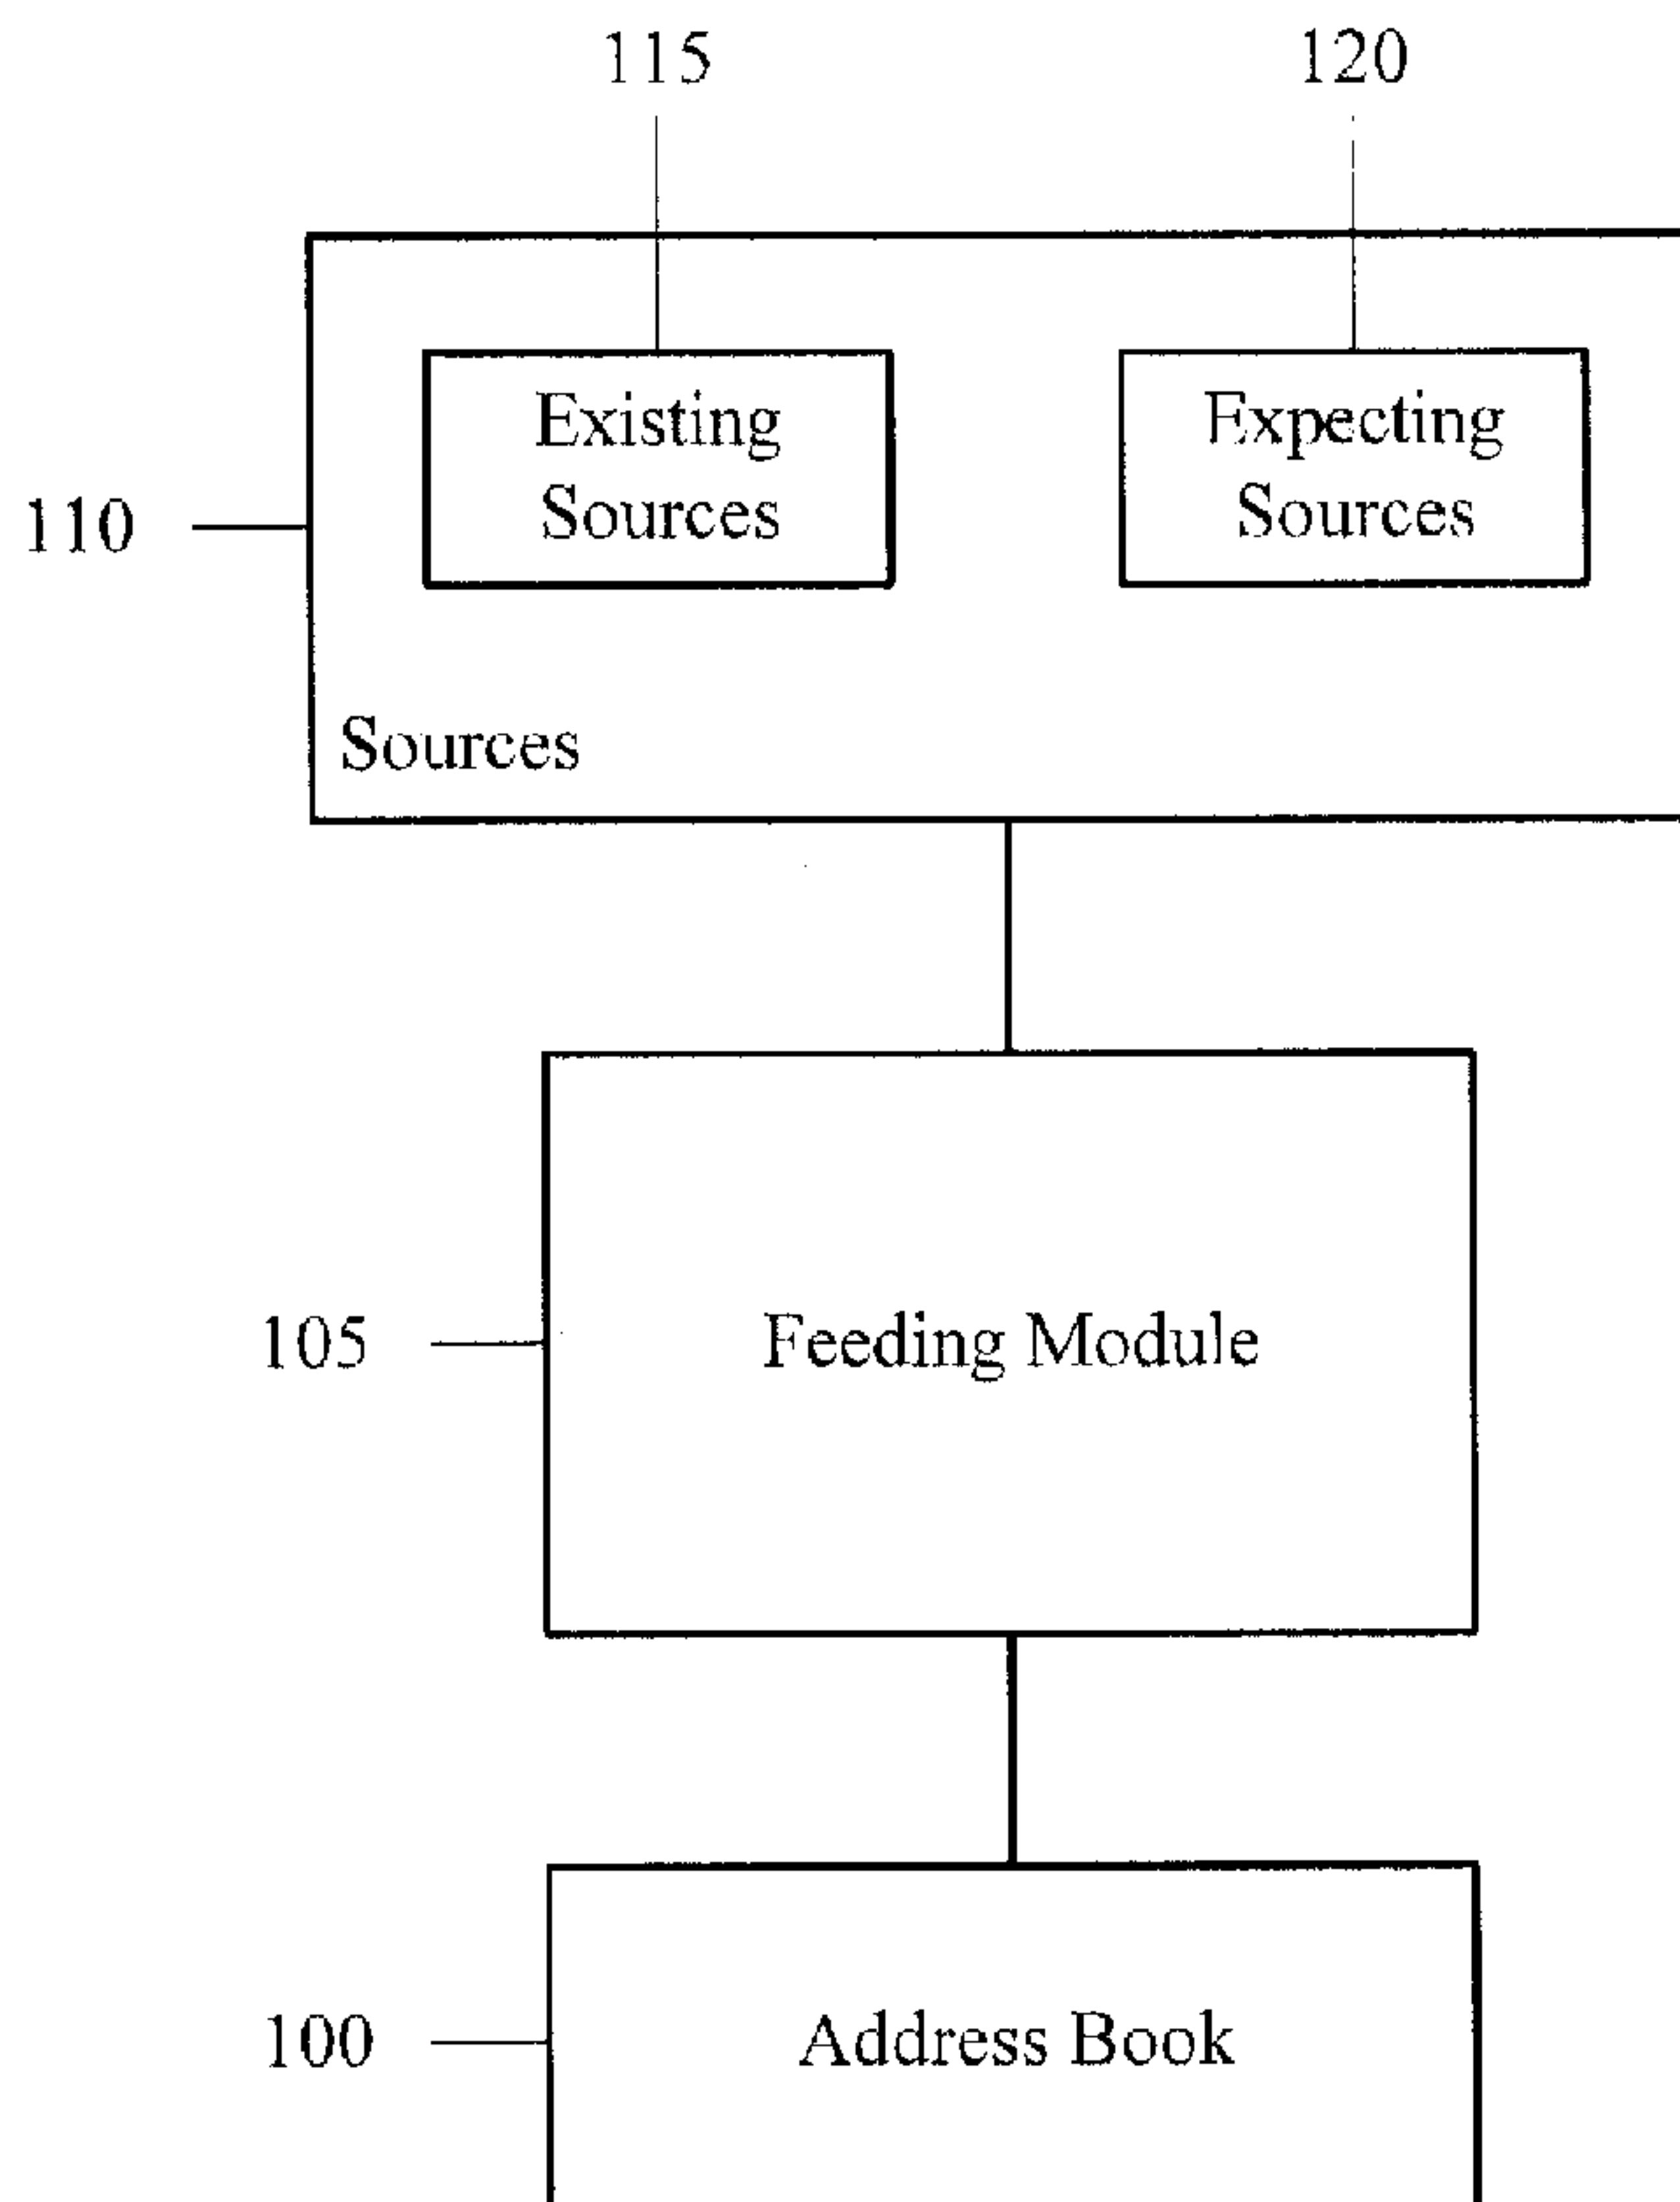 115
120
Existing
Sources
Expecting
Sources
110
Sources
105
Feeding Module
100
Address Book